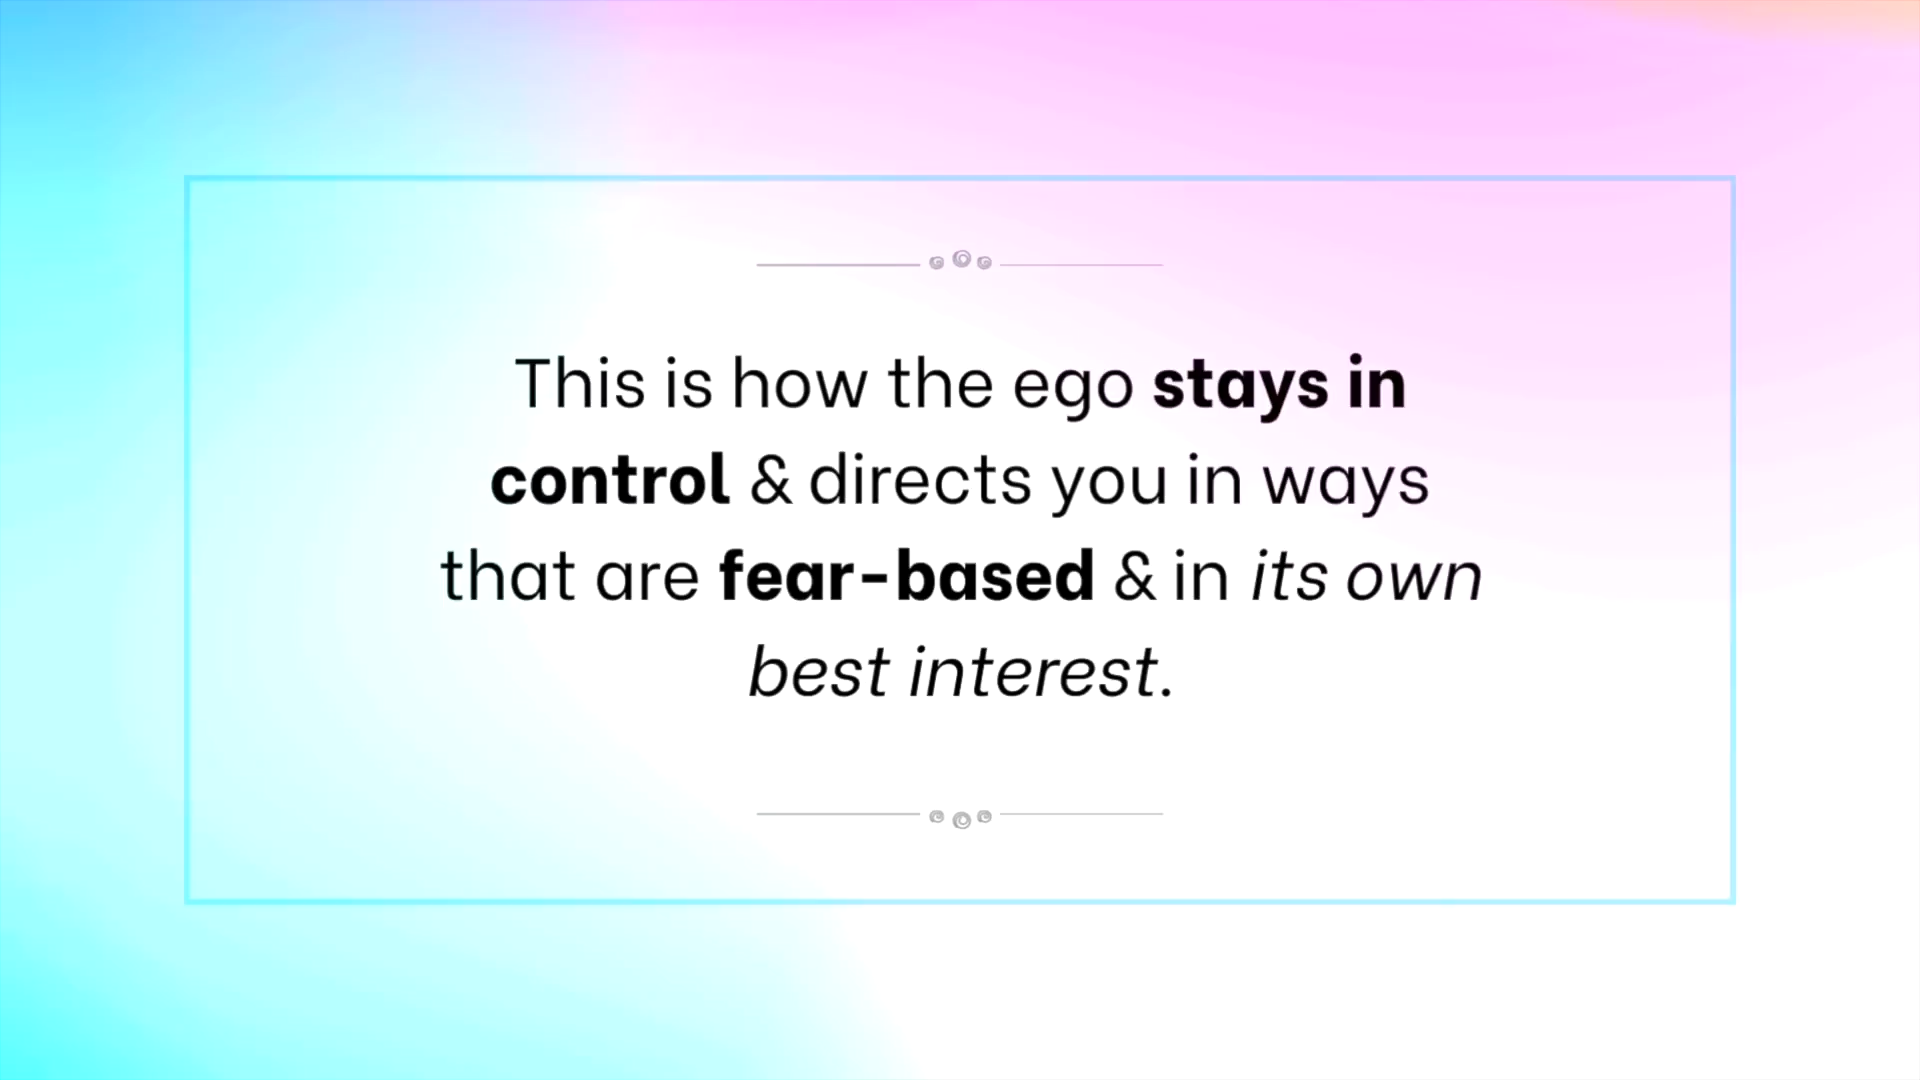 This is how the ego stays in
control & directs you in ways
that are fear-based & in its own
best interest.